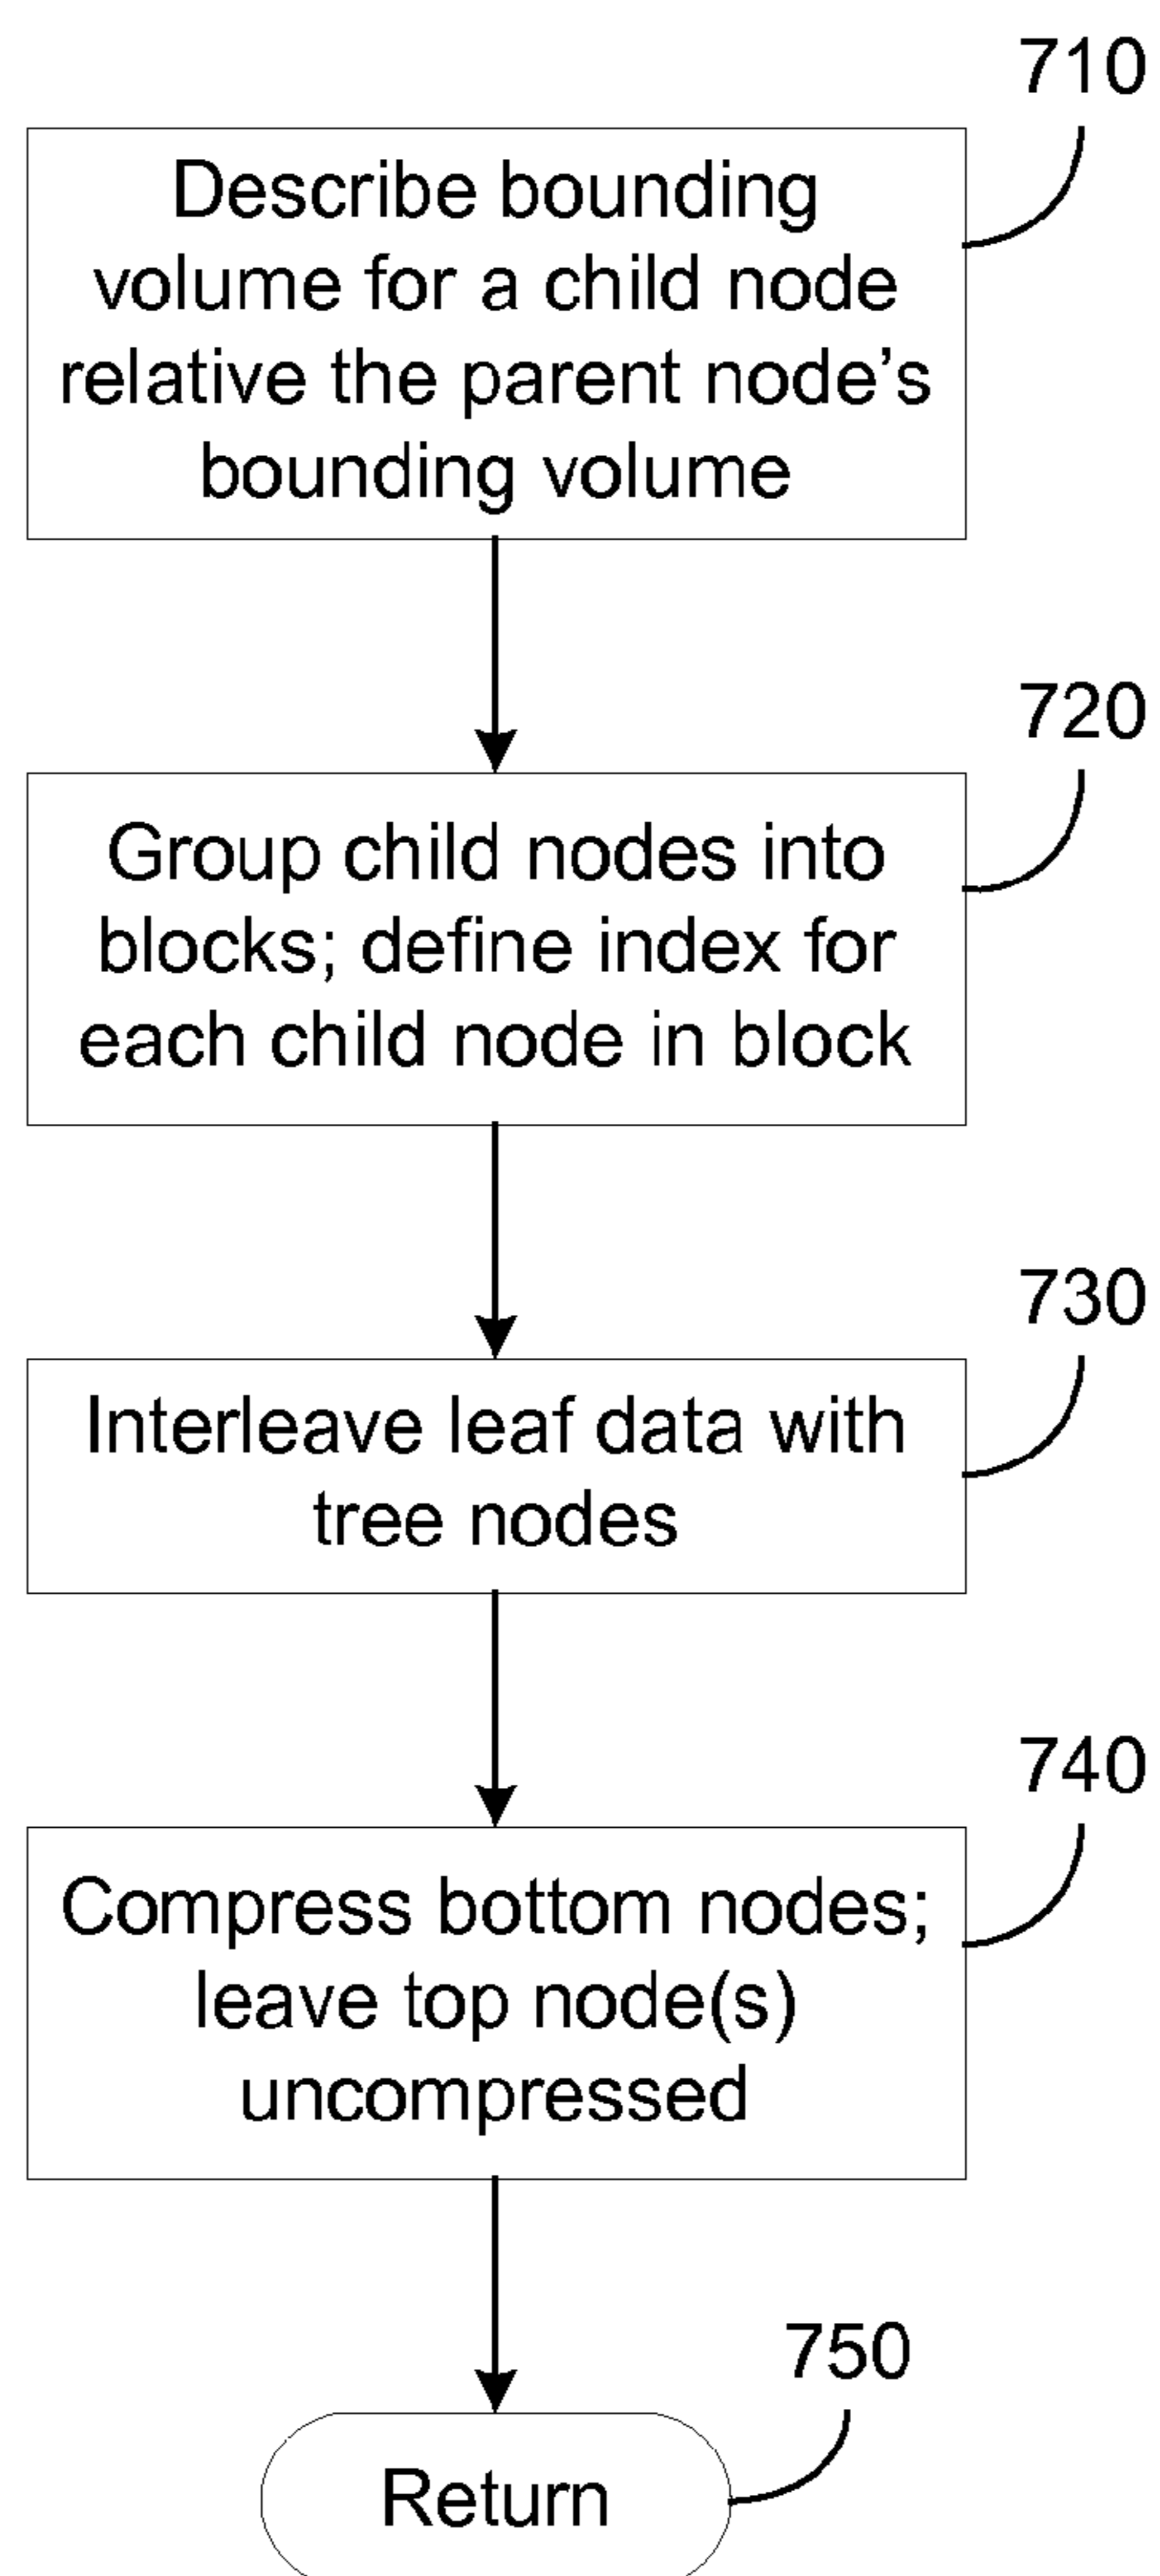 710
Describe bounding
volume for a child node
relative the parent node's
bounding volume
720
Group child nodes into
blocks; define index for
each child node in block
730
Interleave leaf data with
tree nodes
740
Compress bottom nodes;
leave top node(s)
uncompressed
750
Return